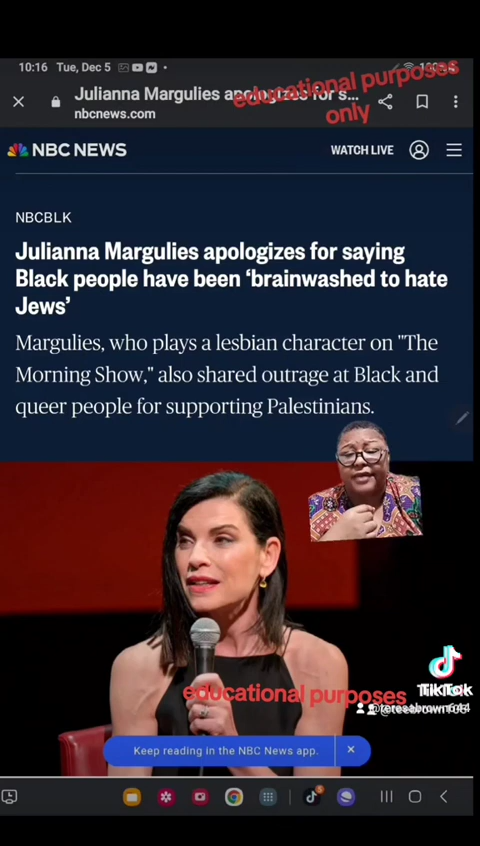 10:16 Tue, Dec 5
100%
educational purposes
only
Julianna Margulies apologizes for s...
nbcnews.com
NBC NEWS
WATCH LIVE
NBCBLK
Julianna Margulies apologizes for saying
Black people have been ‘brainwashed to hate
Jews’
Margulies, who plays a lesbian character on "The
Morning Show," also shared outrage at Black and
queer people for supporting Palestinians.
TikTok
educational purposes
Keep reading in the NBC News app.